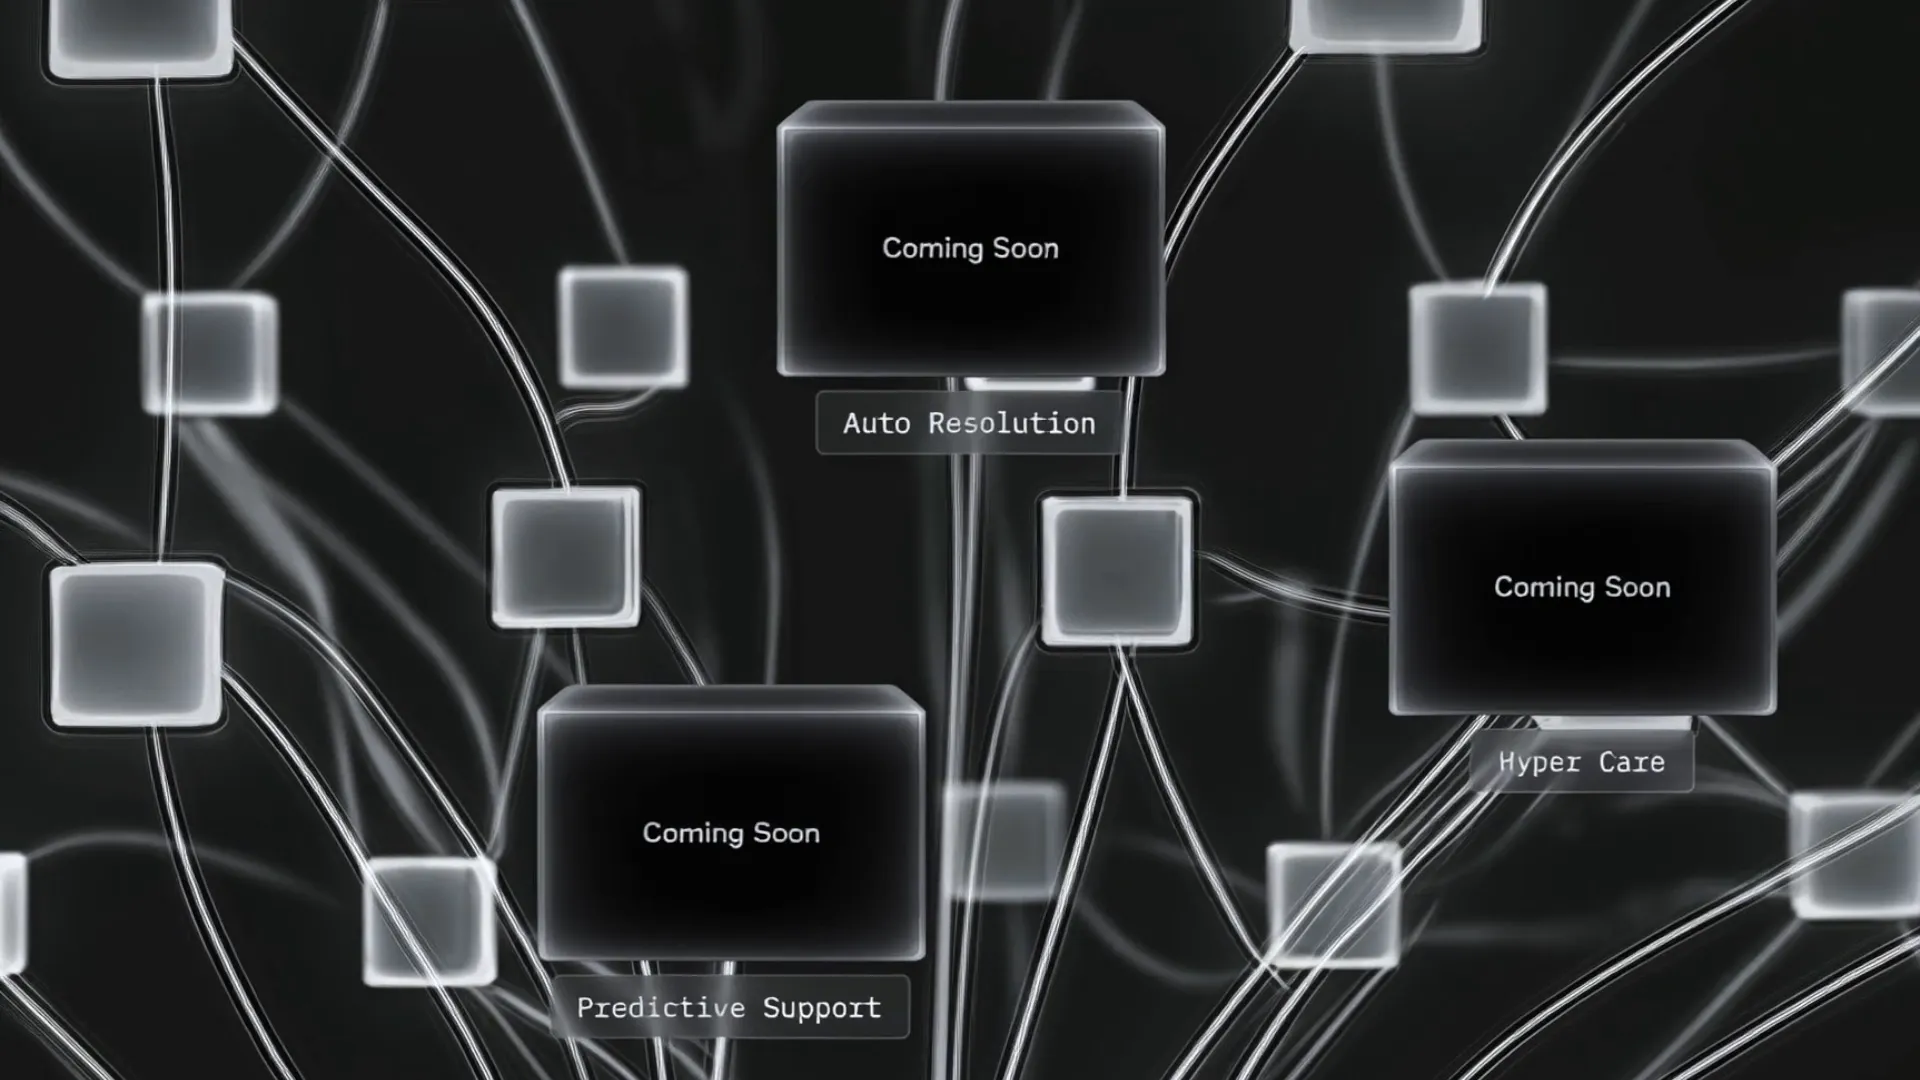 Coming Soon
Auto Resolution
Coming Soon
Hyper Care
Coming Soon
Predictive Support